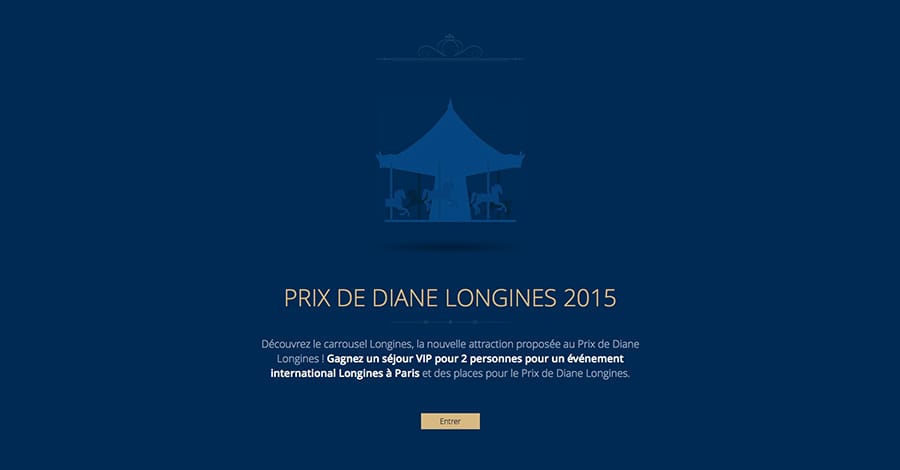 PRIX DE DIANE LONGINES 2015
Découvrez le carrousel Longines, la nouvelle attraction proposée au Prix de Diane
Longines ! Gagnez un séjour VIP pour 2 personnes pour un événement
international Longines à Paris et des places pour le Prix de Diane Longines.
Entrer